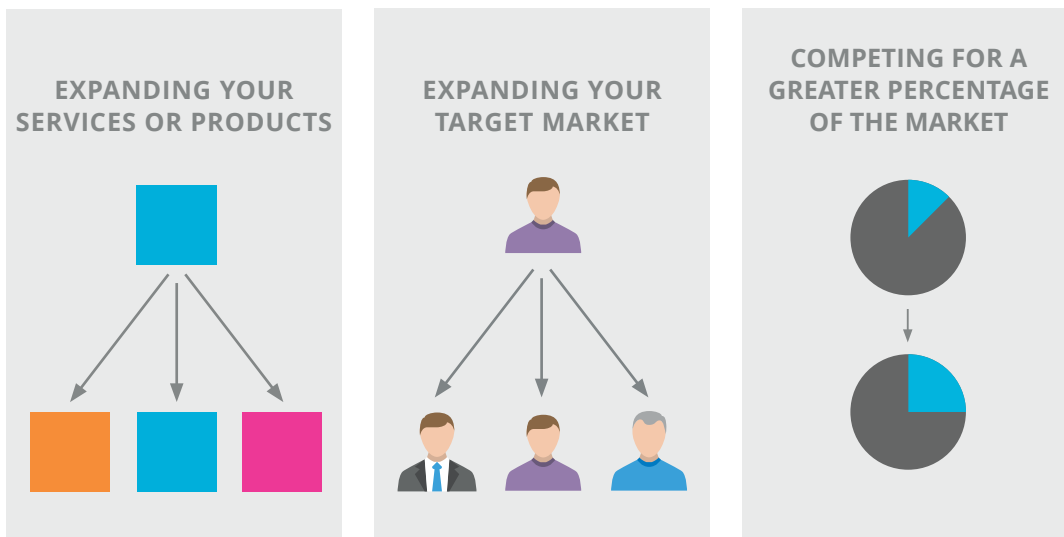 EXPANDING YOUR
SERVICES OR PRODUCTS
EXPANDING YOUR
TARGET MARKET
COMPETING FOR A
GREATER PERCENTAGE
OF THE MARKET